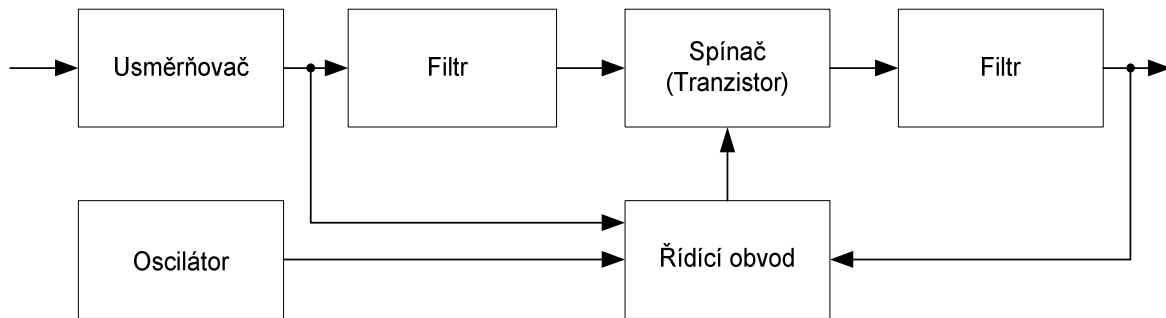 Usměrňovač
Filtr
Spínač
(Tranzistor)
Filtr
Oscilátor
Řídící obvod